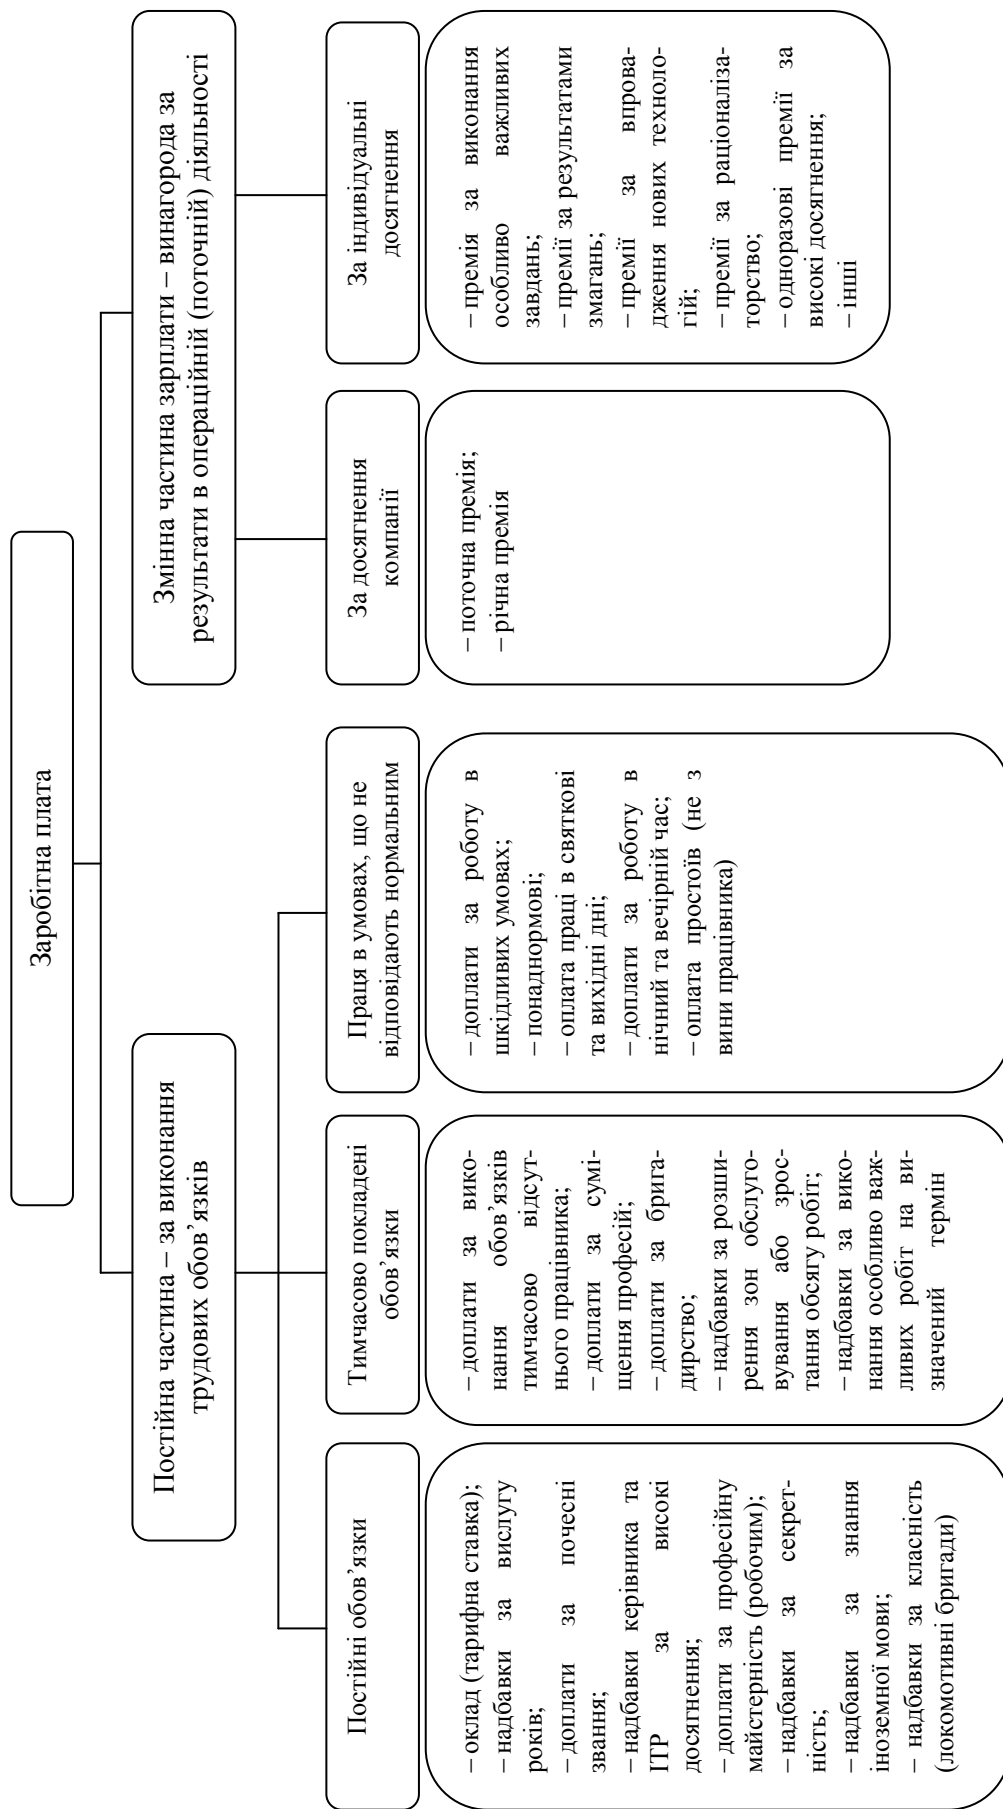 Заробітна плата
Постійна частина – за виконання
трудових обов’язків
Змінна частина зарплати – винагорода за
результати в операційній (поточній) діяльності
Постійні обов’язки
Тимчасово покладені
обов’язки
Праця в умовах, що не
відповідають нормальним
За досягнення
компанії
За індивідуальні
досягнення
– оклад (тарифна ставка);
– надбавки за вислугу
років;
– доплати за почесні
звання;
– надбавки керівника та
ІТР за високі
досягнення;
– доплати за професійну
майстерність (робочим);
– надбавки за секрет-
ність;
– надбавки за знання
іноземної мови;
– надбавки за класність
(локомотивні бригади)
– доплати за вико-
нання обов’язків
тимчасово відсут-
нього працівника;
– доплати за сумі-
щення професій;
– доплати за брига-
дирство;
– надбавки за розши-
рення зон обслуго-
вування або зрос-
тання обсягу робіт;
– надбавки за вико-
нання особливо важ-
ливих робіт на ви-
значений термін
– доплати за роботу в
шкідливих умовах;
– понаднормові;
– оплата праці в святкові
та вихідні дні;
– доплати за роботу в
нічний та вечірній час;
– оплата простоїв (не з
вини працівника)
– поточна премія;
– річна премія
– премія за виконання
особливо важливих
завдань;
– премії за результатами
змагань;
– премії за впрова-
дження нових техноло-
гій;
– премії за раціоналіза-
торство;
– одноразові премії за
високі досягнення;
– інші